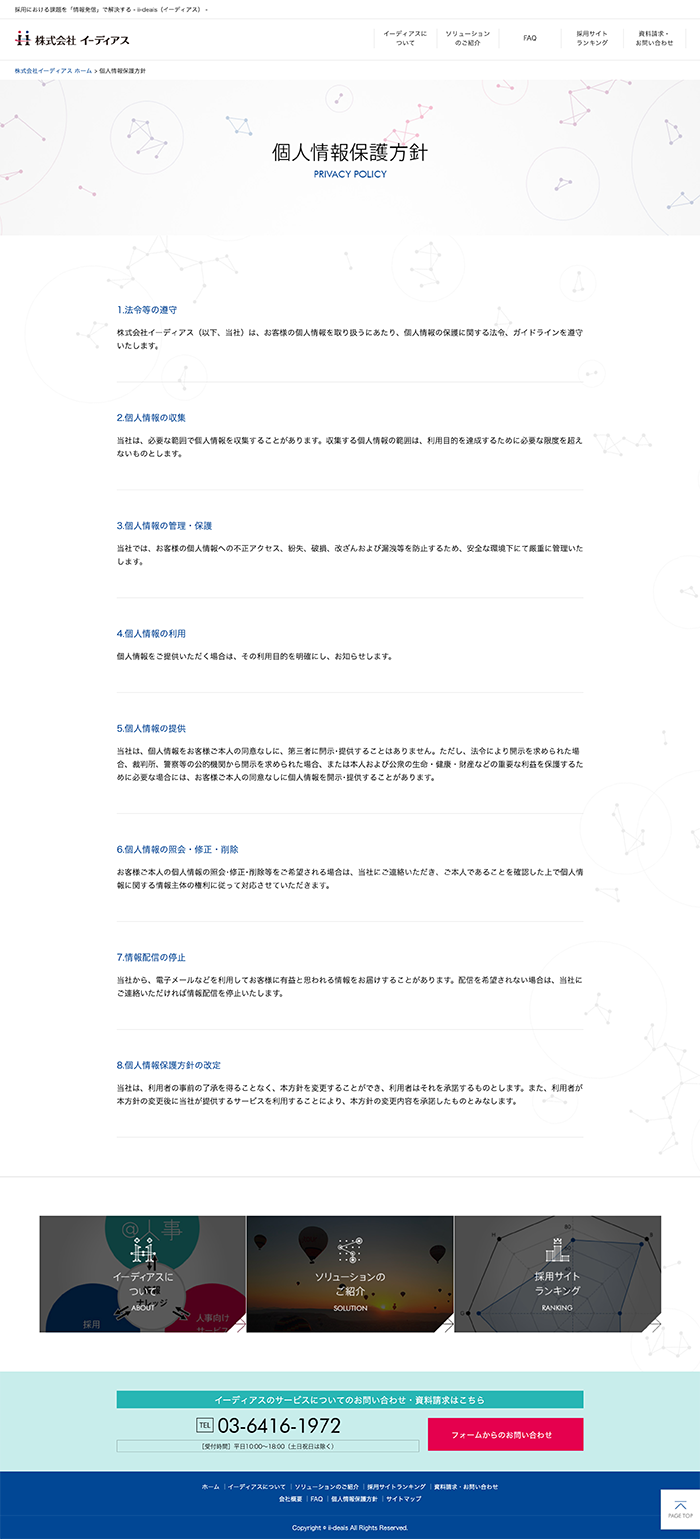 採用における課題を「情報発信」で解決する・ii-deals（イーディアス）・
株式会社 イーディアス
イーディアスに
ついて
ソリューション
のご紹介
FAQ
採用サイト
ランキング
資料請求・
お問い合わせ
株式会社イーディアス ホーム > 個人情報保護方針
個人情報保護方針
PRIVACY POLICY
1.法令等の遵守
株式会社イーディアス（以下、当社）は、お客様の個人情報を取り扱うにあたり、個人情報の保護に関する法令、ガイドラインを遵守
いたします。
2.個人情報の収集
当社は、必要な範囲で個人情報を収集することがあります。収集する個人情報の範囲は、利用目的を達成するために必要な限度を超え
ないものとします。
3.個人情報の管理・保護
当社では、お客様の個人情報への不正アクセス、紛失、破損、改ざんおよび漏洩等を防止するため、安全な環境下にて厳重に管理いた
します。
4.個人情報の利用
個人情報をご提供いただく場合は、その利用目的を明確にし、お知らせします。
5.個人情報の提供
当社は、個人情報をお客様ご本人の同意なしに、第三者に開示･提供することはありません。ただし、法令により開示を求められた場
合、裁判所、警察等の公的機関から開示を求められた場合、または本人および公衆の生命・健康・財産などの重要な利益を保護するた
めに必要な場合には、お客様ご本人の同意なしに個人情報を開示･提供することがあります。
6.個人情報の照会・修正・削除
お客様ご本人の個人情報の照会･修正･削除等をご希望される場合は、当社にご連絡いただき、ご本人であることを確認した上で個人情
報に関する情報主体の権利に従って対応させていただきます。
7.情報配信の停止
当社から、電子メールなどを利用してお客様に有益と思われる情報をお届けすることがあります。配信を希望されない場合は、当社に
ご連絡いただければ情報配信を停止いたします。
8.個人情報保護方針の改定
当社は、利用者の事前の了承を得ることなく、本方針を変更することができ、利用者はそれを承諾するものとします。また、利用者が
本方針の変更後に当社が提供するサービスを利用することにより、本方針の変更内容を承諾したものとみなします。
@人事
イーディアスに
ついて
ABOUT
ナレッジ
採用
人事向け
サービス
ソリューションの
ご紹介
SOLUTION
80
60
採用サイト
ランキング
RANKING
イーディアスのサービスについてのお問い合わせ・資料請求はこちら
TEL 03-6416-1972
［受付時間］平日10:00〜18:00（土日祝日は除く）
フォームからのお問い合わせ
ホーム | イーディアスについて | ソリューションのご紹介 | 採用サイトランキング | 資料請求・お問い合わせ
会社概要 | FAQ | 個人情報保護方針 | サイトマップ
PAGE TOP
Copyright © ii-deals All Rights Reserved.